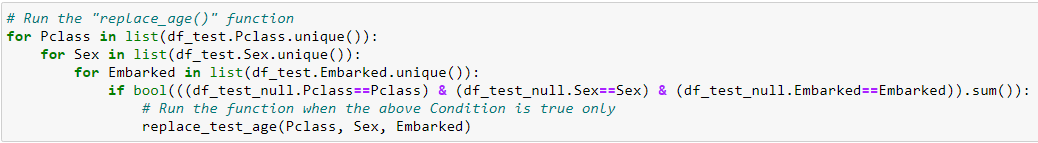 # Run the "replace_age()" function
for Pclass in list(df_test.Pclass.unique()):
    for Sex in list(df_test.Sex.unique()):
        for Embarked in list(df_test.Embarked.unique()):
            if bool(((df_test_null.Pclass==Pclass) & (df_test_null.Sex==Sex) & (df_test_null.Embarked==Embarked)).sum()):
                # Run the function when the above Condition is true only
                replace_test_age(Pclass, Sex, Embarked)